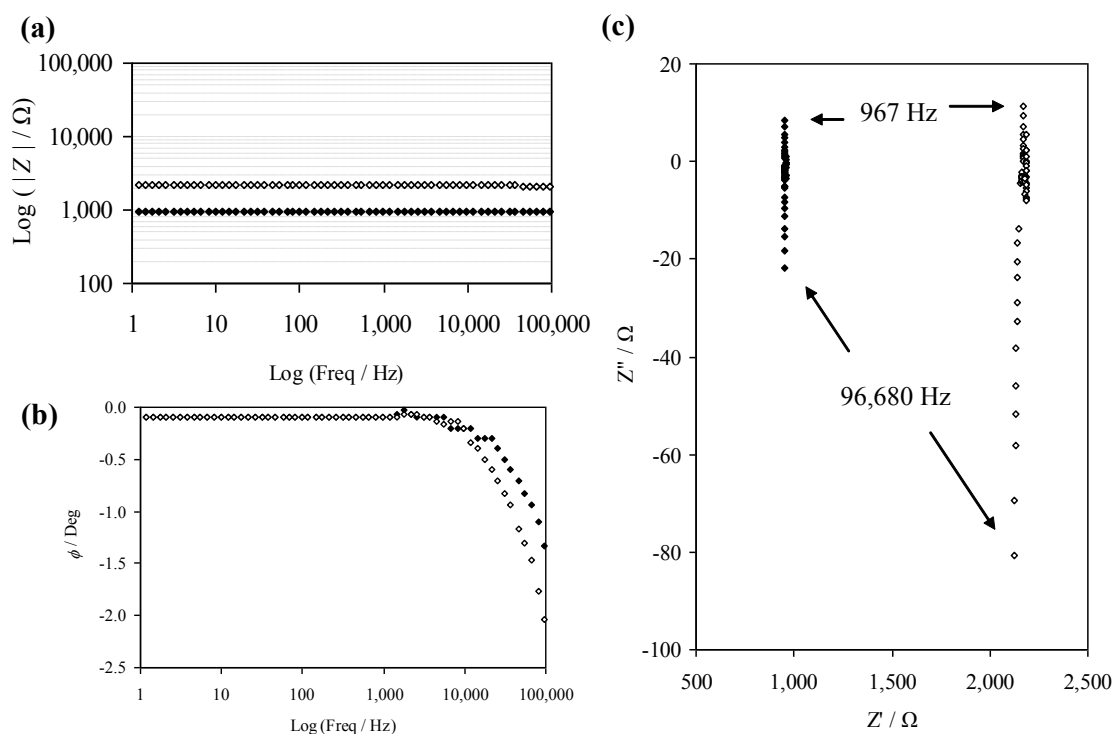 (a)
100,000
10,000
1,000
100
Log ( | Z | / Ω )
1 10 100 1,000 10,000 100,000
Log (Freq / Hz)
(b)
0.0
-0.5
-1.0
-1.5
-2.0
-2.5
ϕ / Deg
1 10 100 1,000 10,000 100,000
Log (Freq / Hz)
(c)
20
0
-20
-40
-60
-80
-100
Z" / Ω
967 Hz
96,680 Hz
500 1,000 1,500 2,000 2,500
Z' / Ω